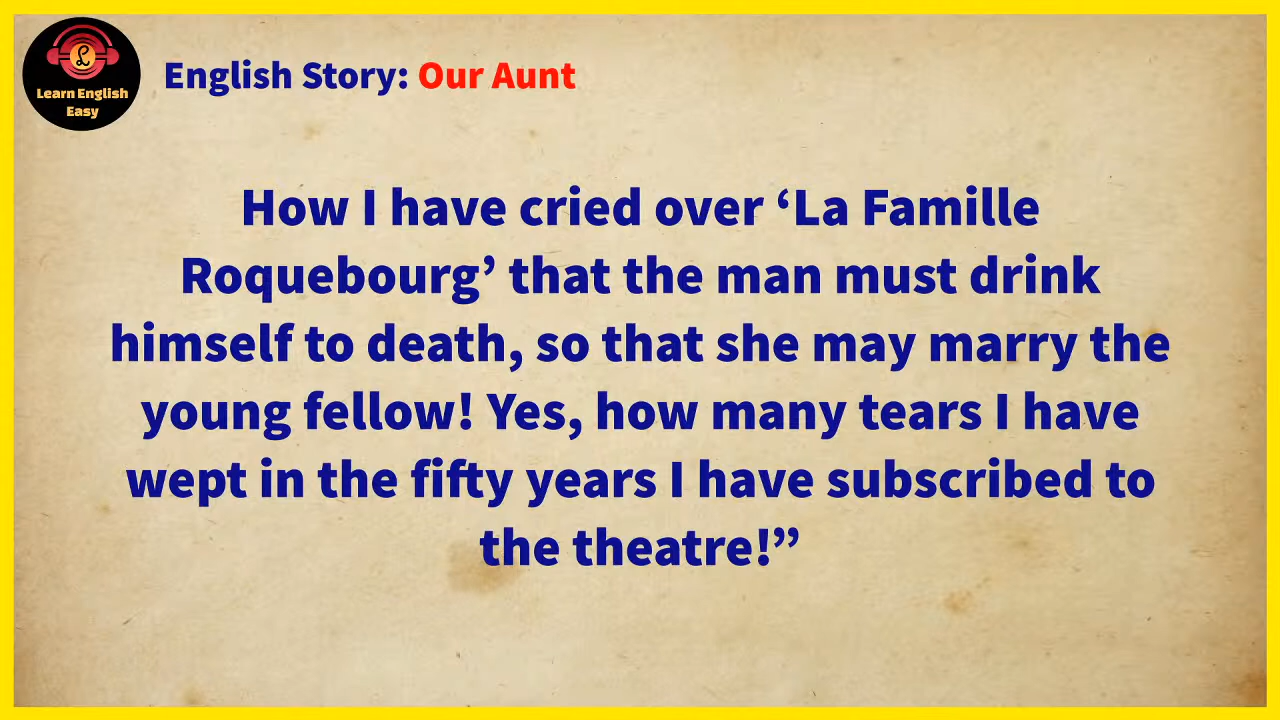 Learn English
Easy
English Story: Our Aunt
How I have cried over ‘La Famille
Roquebourg’ that the man must drink
himself to death, so that she may marry the
young fellow! Yes, how many tears I have
wept in the fifty years I have subscribed to
the theatre!”